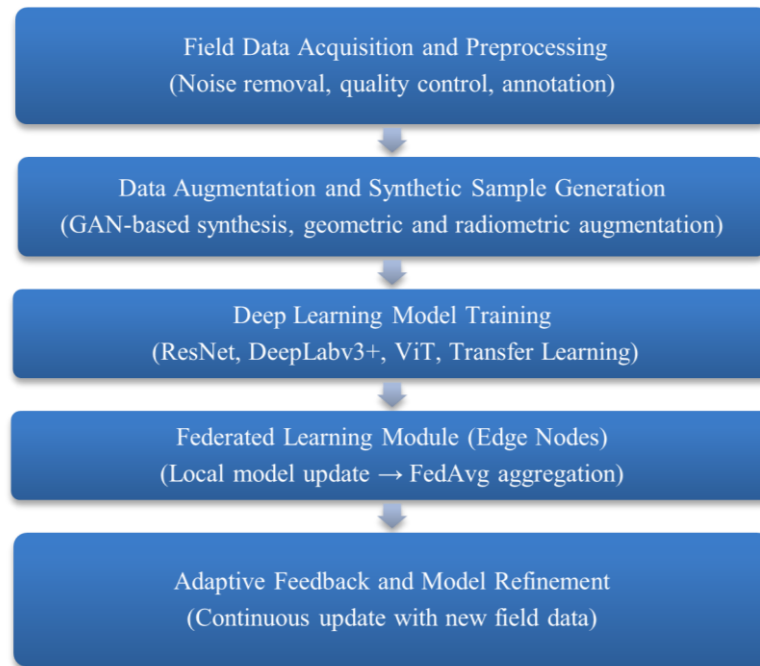 Field Data Acquisition and Preprocessing
(Noise removal, quality control, annotation)
Data Augmentation and Synthetic Sample Generation
(GAN-based synthesis, geometric and radiometric augmentation)
Deep Learning Model Training
(ResNet, DeepLabv3+, ViT, Transfer Learning)
Federated Learning Module (Edge Nodes)
(Local model update → FedAvg aggregation)
Adaptive Feedback and Model Refinement
(Continuous update with new field data)